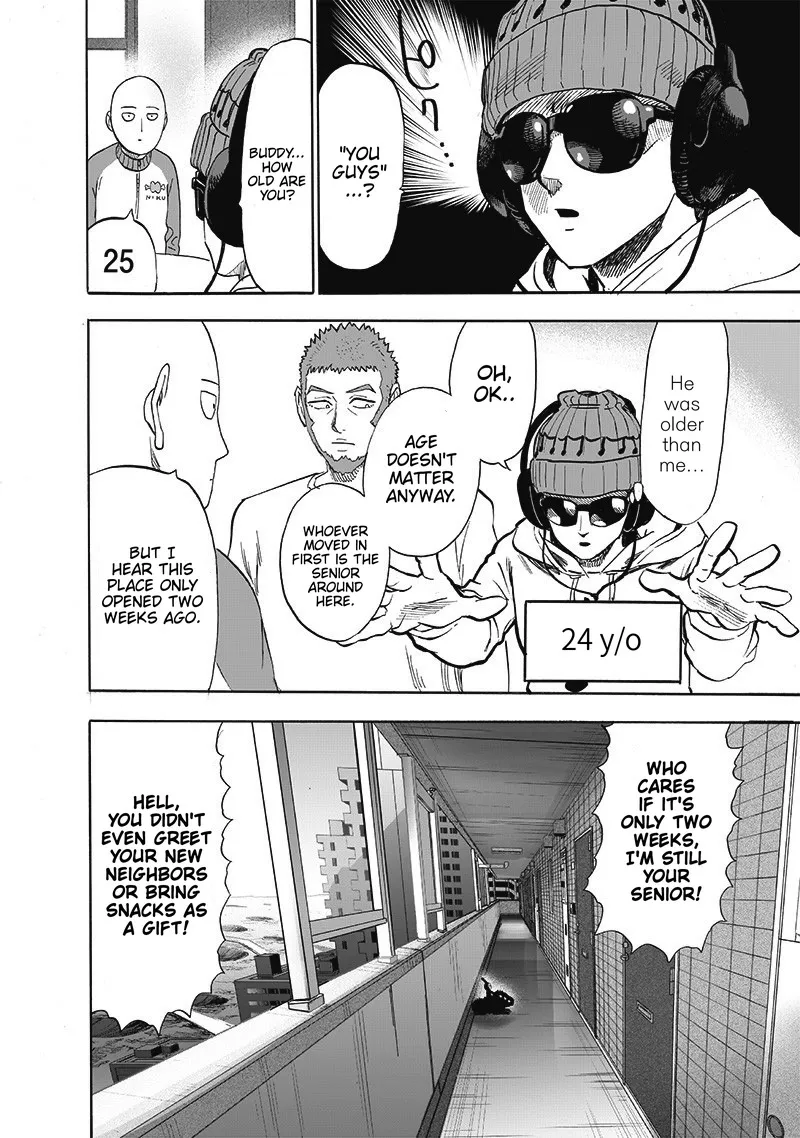 "YOU
GUYS"
...?
ピク…
BUDDY...
HOW
OLD ARE
YOU?
25
He
was
older
than
me...
24 y/o
OH,
OK..
AGE
DOESN'T
MATTER
ANYWAY.
WHOEVER
MOVED IN
FIRST IS THE
SENIOR
AROUND
HERE.
BUT I
HEAR THIS
PLACE ONLY
OPENED TWO
WEEKS AGO.
WHO
CARES
IF IT'S
ONLY TWO
WEEKS,
I'M STILL
YOUR
SENIOR!
HELL,
YOU DIDN'T
EVEN GREET
YOUR NEW
NEIGHBORS
OR BRING
SNACKS AS
A GIFT!